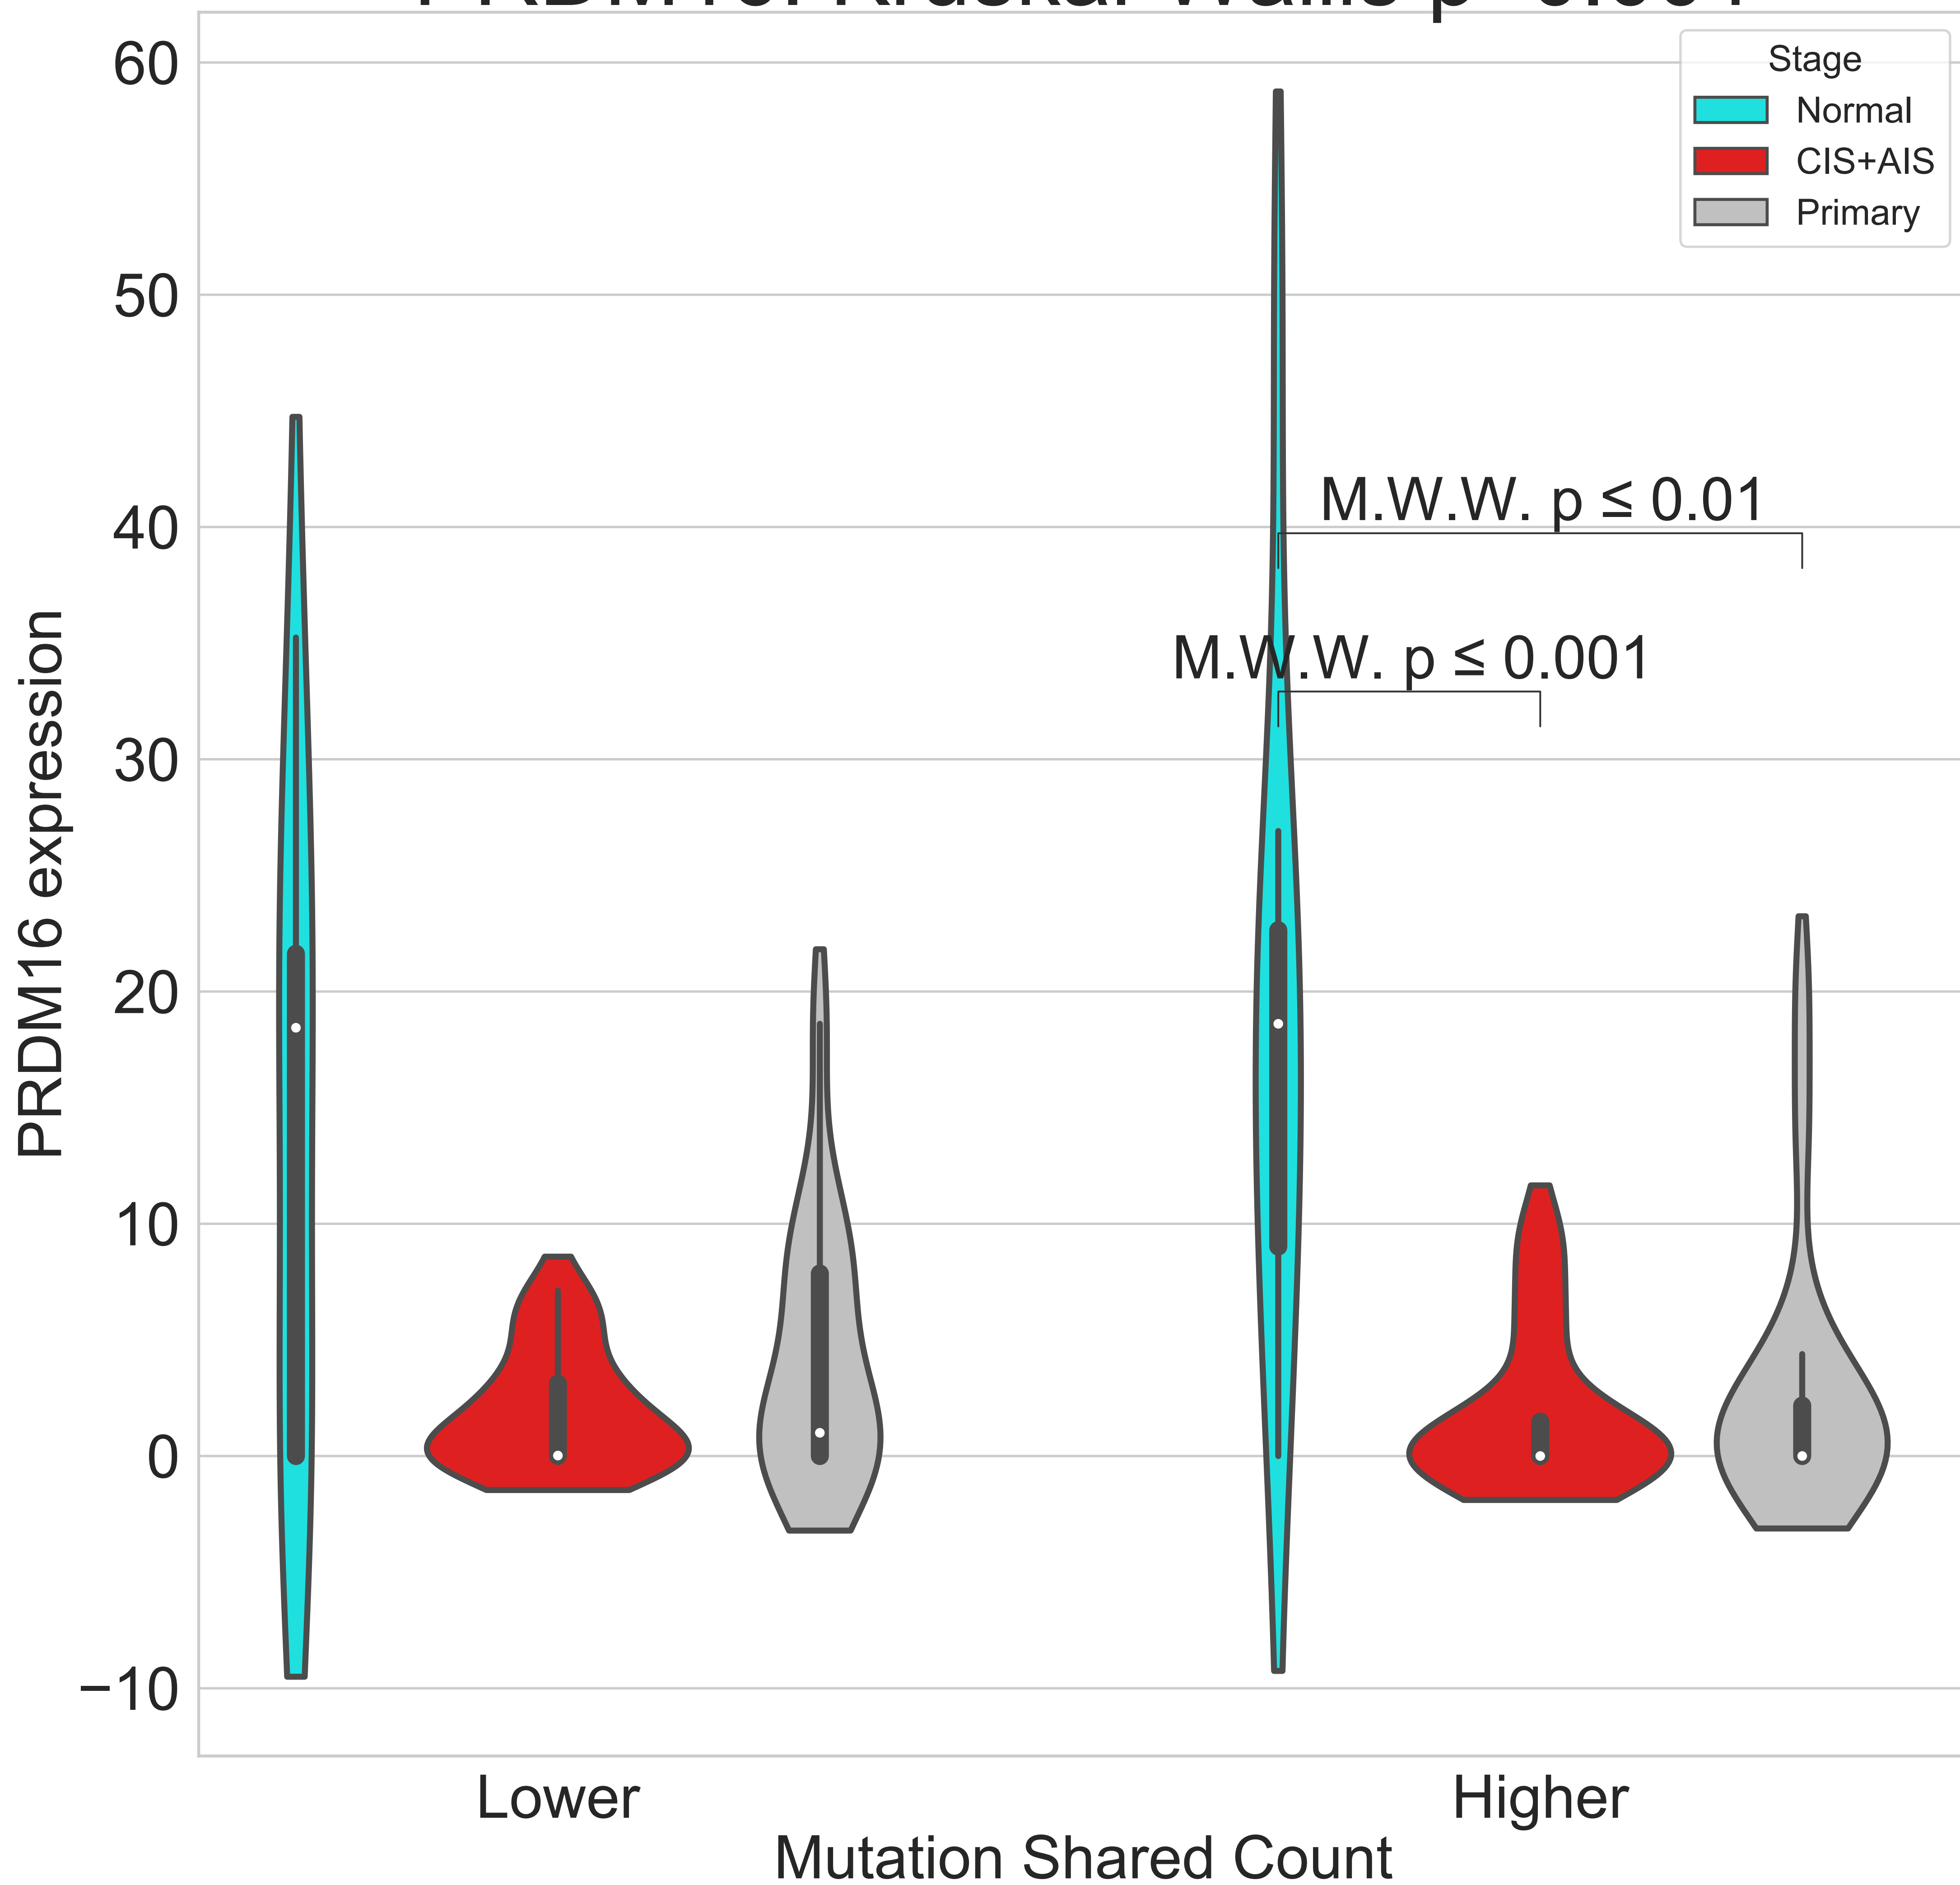 60
50
40
30
20
10
0
−10
PRDM16 expression
Stage
Normal
CIS+AIS
Primary
M.W.W. p ≤ 0.01
M.W.W. p ≤ 0.001
Lower
Higher
Mutation Shared Count